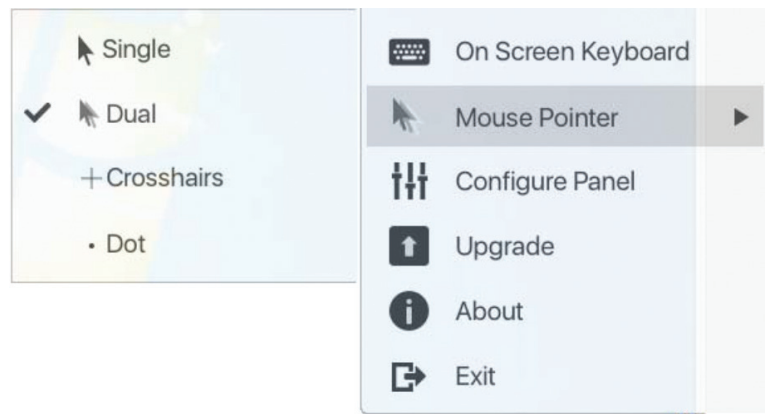 Single
Dual
Crosshairs
Dot
On Screen Keyboard
Mouse Pointer
Configure Panel
Upgrade
About
Exit